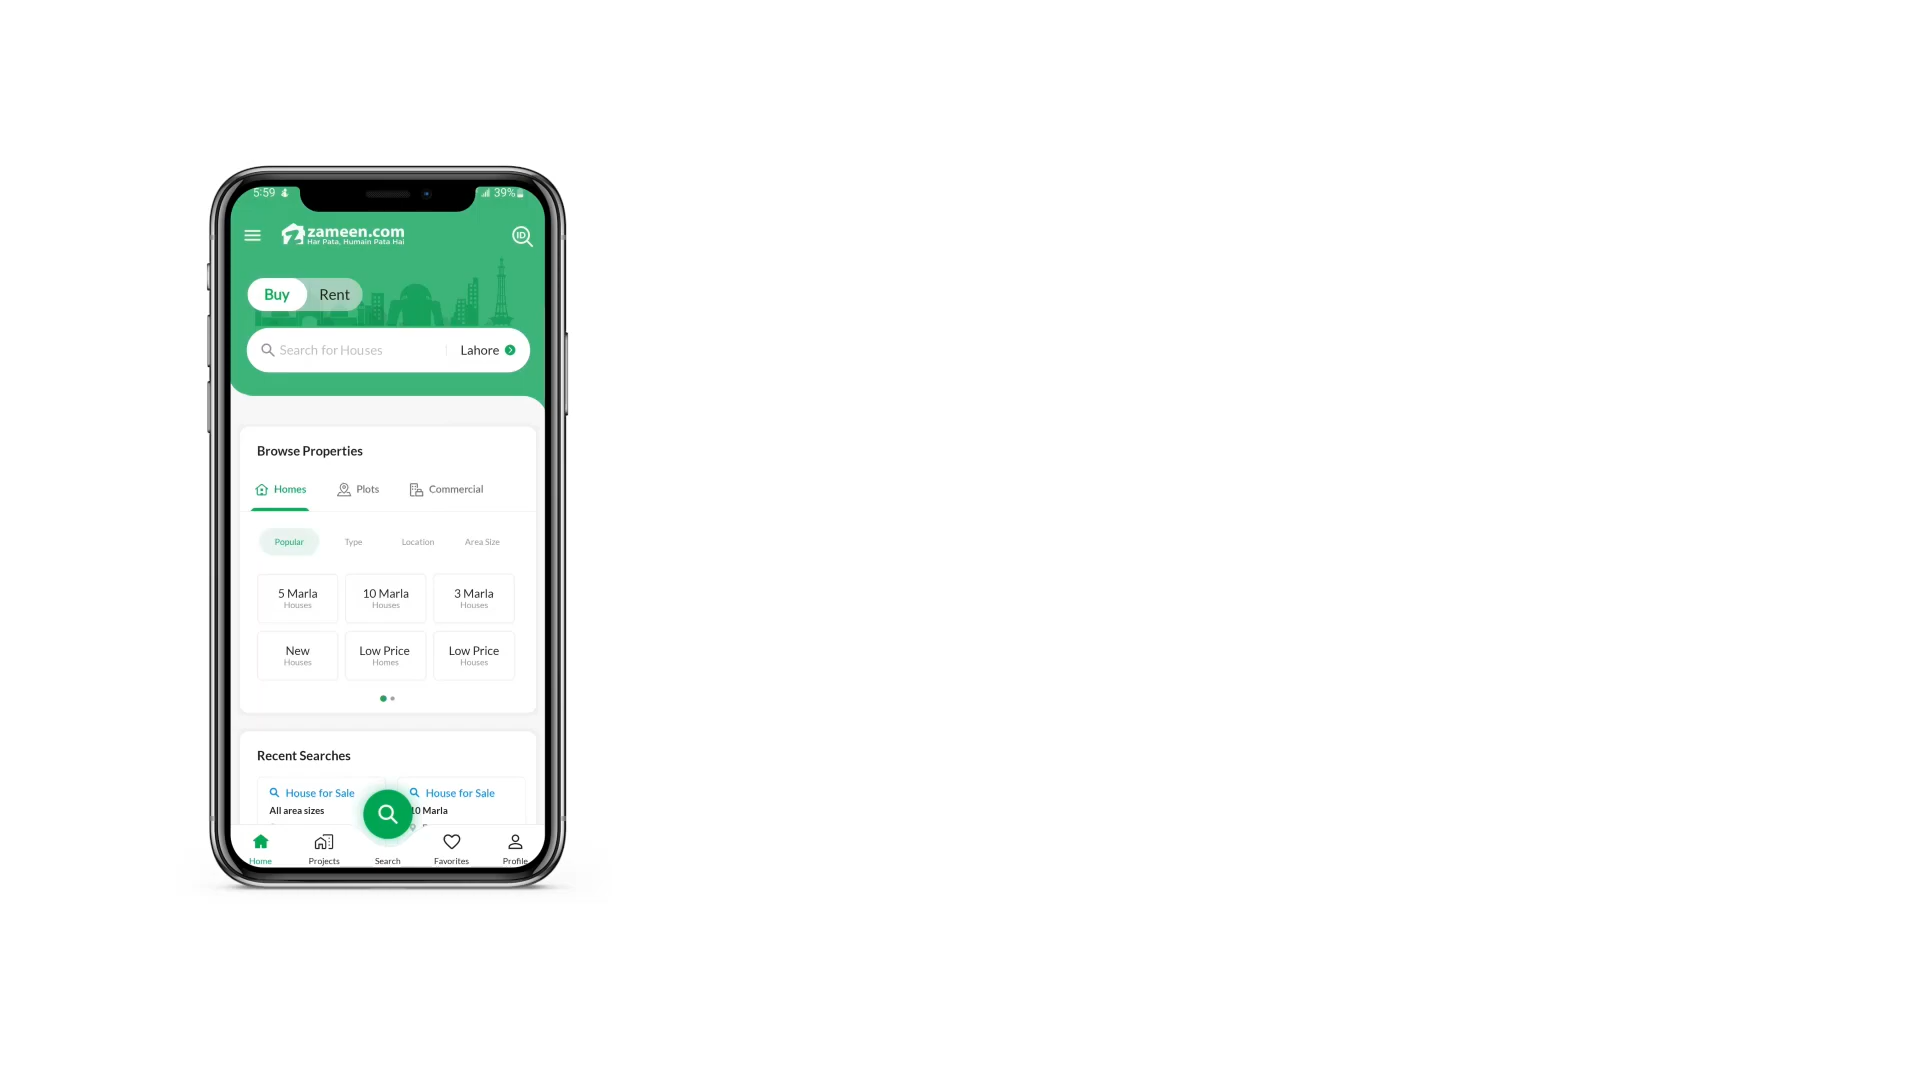 5:59
39%
zameen.com
Har Pata, Humain Pata Hai
ID
Buy
Rent
Search for Houses
Lahore
Browse Properties
Homes
Plots
Commercial
Popular
Type
Location
Area Size
5 Marla
Houses
10 Marla
Houses
3 Marla
Houses
New
Houses
Low Price
Homes
Low Price
Houses
Recent Searches
House for Sale
All area sizes
House for Sale
10 Marla
Home
Projects
Search
Favorites
Profile